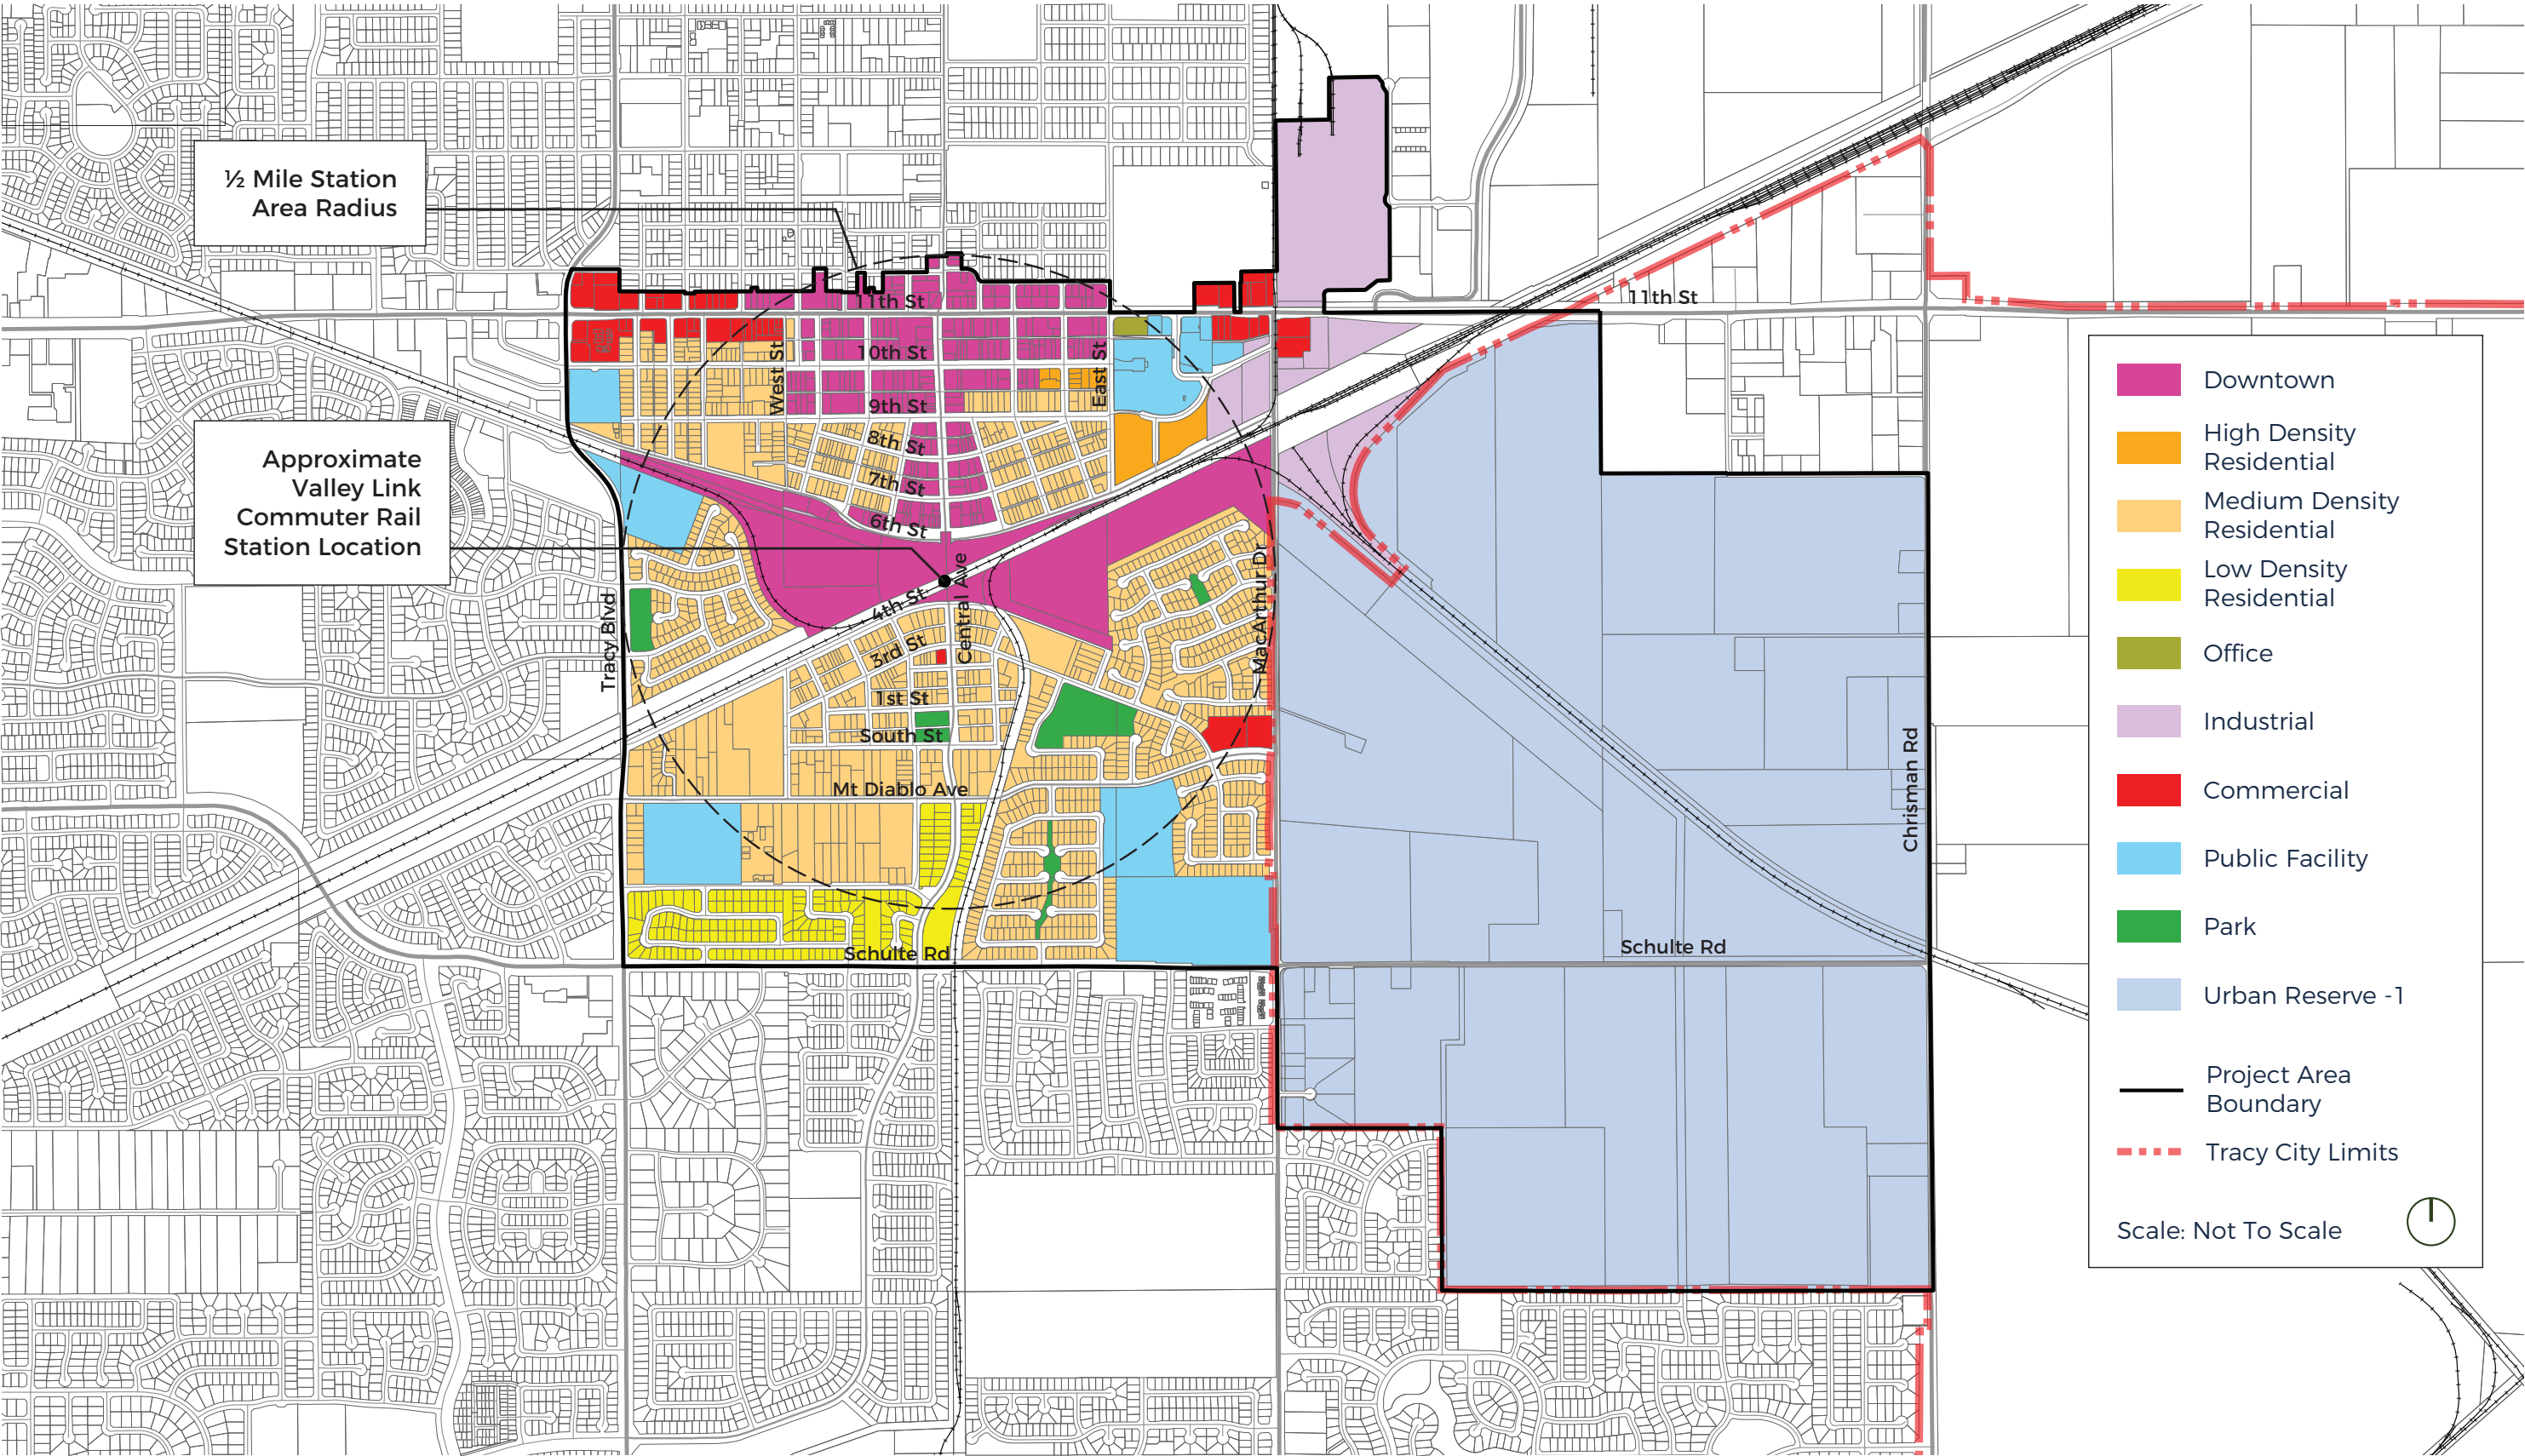 ½ Mile Station
Area Radius
11th St
11th St
10th St
West St
East St
9th St
8th St
7th St
6th St
Approximate
Valley Link
Commuter Rail
Station Location
4th St
Central Ave
MacArthur Dr
Tracy Blvd
3rd St
1st St
South St
Mt Diablo Ave
Chrisman Rd
Schulte Rd
Schulte Rd
Downtown
High Density
Residential
Medium Density
Residential
Low Density
Residential
Office
Industrial
Commercial
Public Facility
Park
Urban Reserve -1
Project Area
Boundary
Tracy City Limits
Scale: Not To Scale